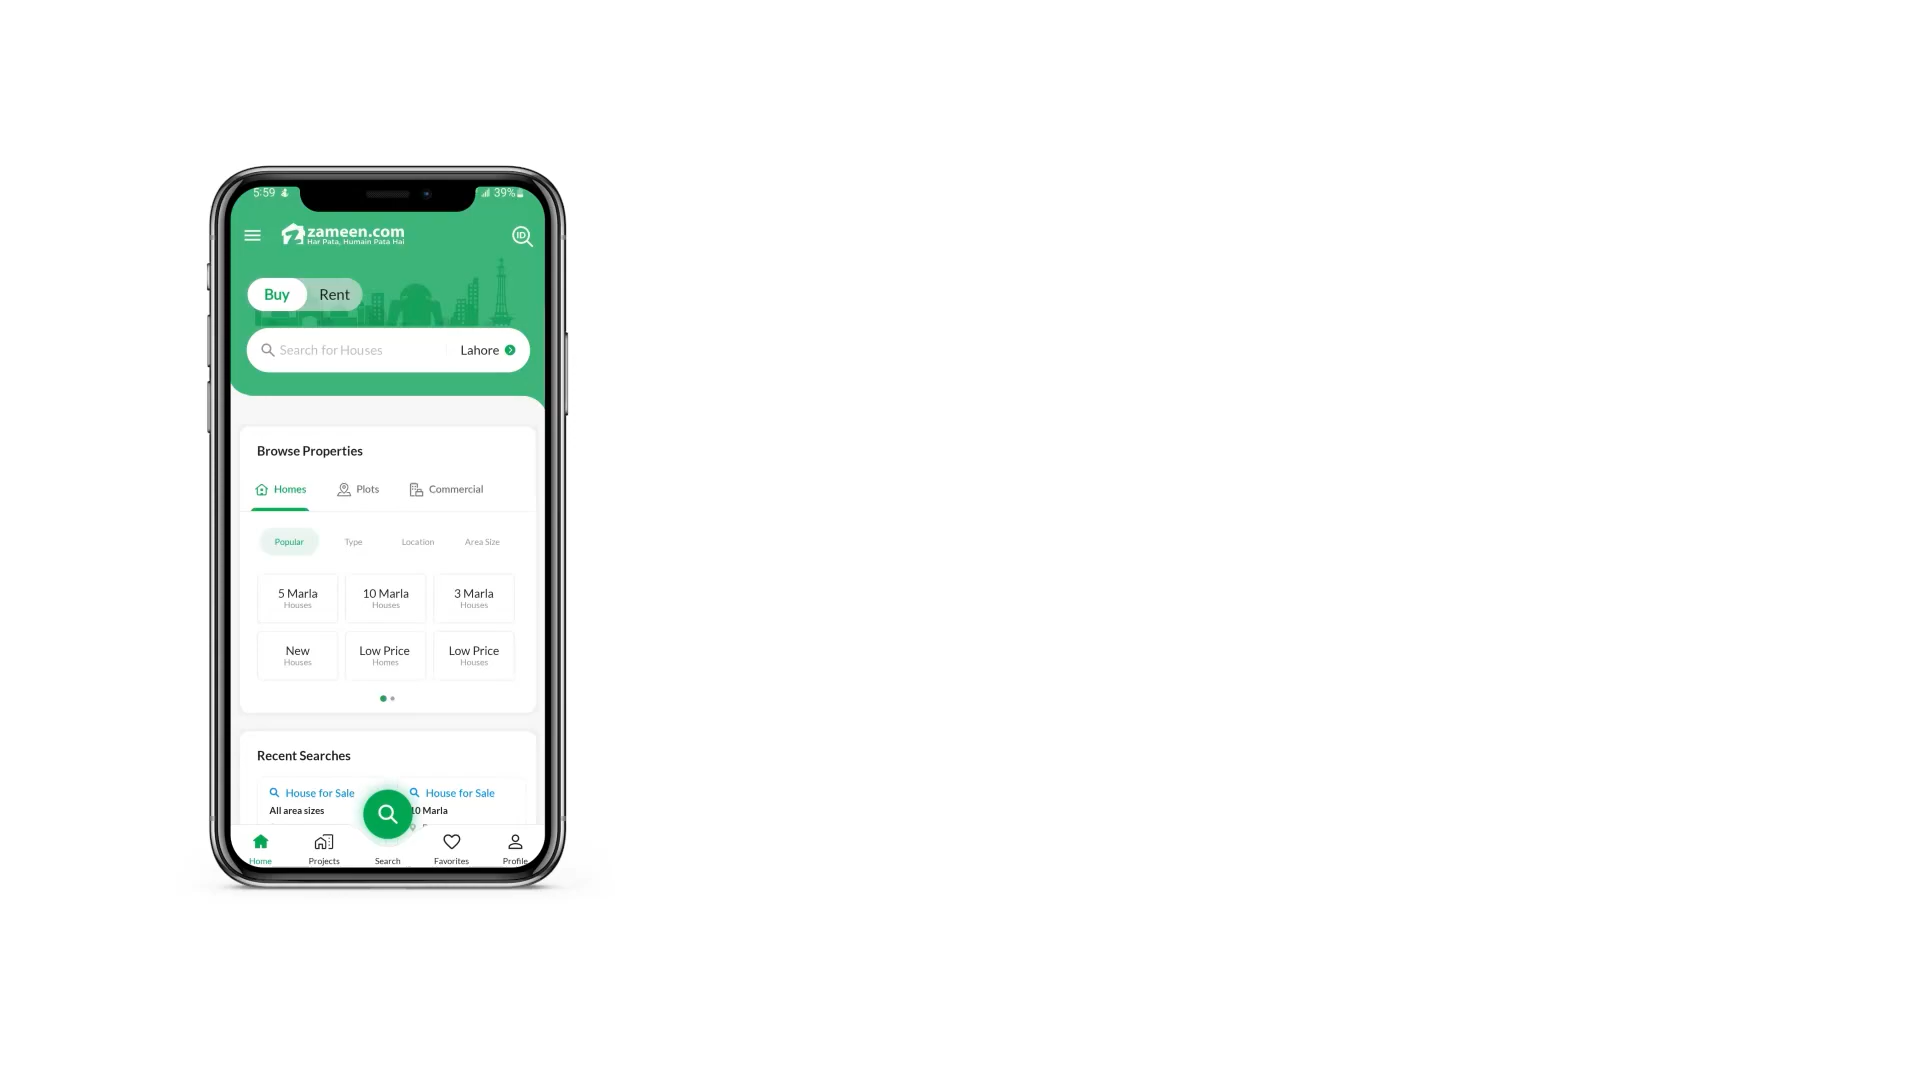 5:59
39%
zameen.com
Har Pata, Humain Pata Hai
ID
Buy Rent
Search for Houses Lahore
Browse Properties
Homes Plots Commercial
Popular Type Location Area Size
5 Marla 10 Marla 3 Marla
Houses Houses Houses
New Low Price Low Price
Houses Homes Houses
Recent Searches
House for Sale House for Sale
All area sizes 10 Marla
Home Projects Search Favorites Profile